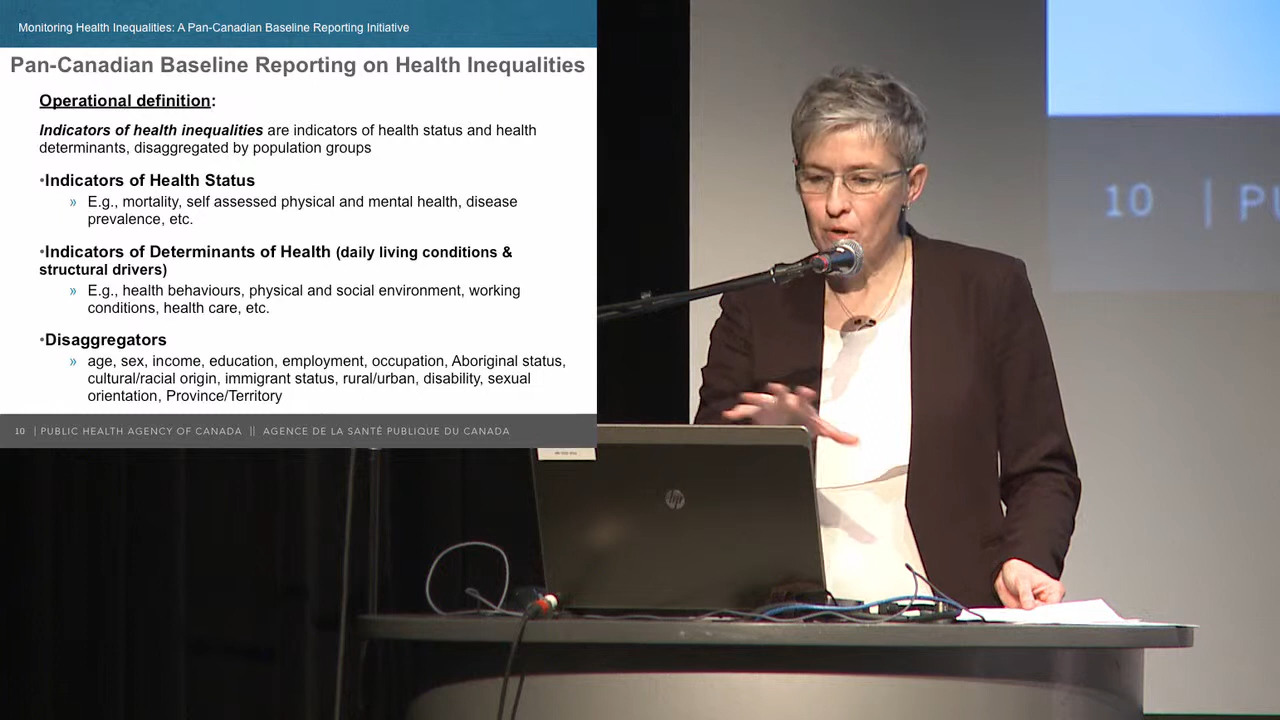 Monitoring Health Inequalities: A Pan-Canadian Baseline Reporting Initiative
Pan-Canadian Baseline Reporting on Health Inequalities
Operational definition:
Indicators of health inequalities are indicators of health status and health
determinants, disaggregated by population groups
•Indicators of Health Status
» E.g., mortality, self assessed physical and mental health, disease
prevalence, etc.
•Indicators of Determinants of Health (daily living conditions &
structural drivers)
» E.g., health behaviours, physical and social environment, working
conditions, health care, etc.
•Disaggregators
» age, sex, income, education, employment, occupation, Aboriginal status,
cultural/racial origin, immigrant status, rural/urban, disability, sexual
orientation, Province/Territory
10 | PUBLIC HEALTH AGENCY OF CANADA || AGENCE DE LA SANTÉ PUBLIQUE DU CANADA
10 | PU
hp